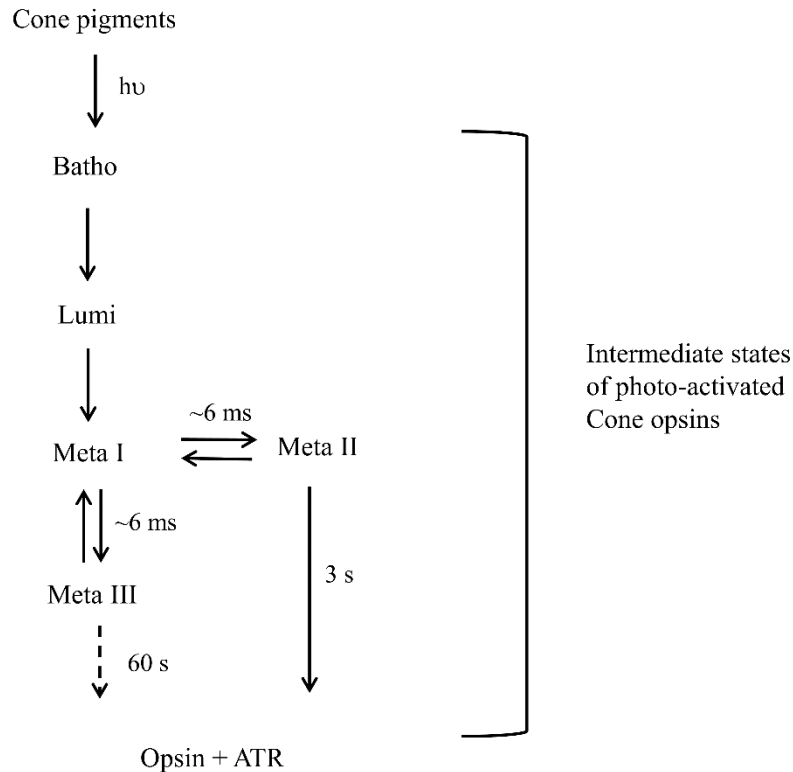 Cone pigments
hυ
Batho
Lumi
Intermediate states
of photo-activated
Cone opsins
~6 ms
Meta I
Meta II
~6 ms
3 s
Meta III
60 s
Opsin + ATR